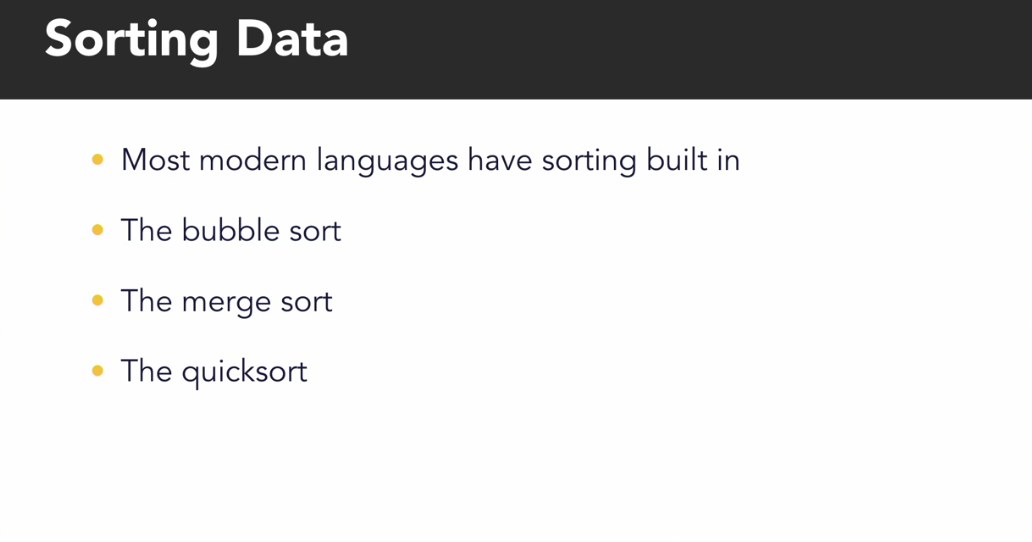 Sorting Data
Most modern languages have sorting built in
The bubble sort
The merge sort
The quicksort